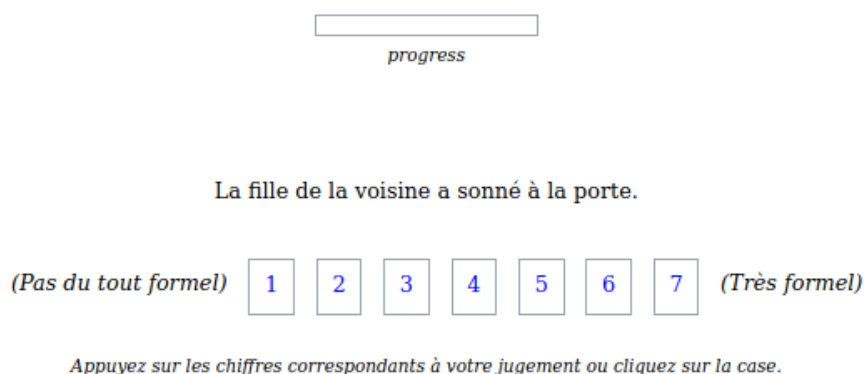 progress
La fille de la voisine a sonné à la porte.
(Pas du tout formel) 1 2 3 4 5 6 7 (Très formel)
Appuyez sur les chiffres correspondants à votre jugement ou cliquez sur la case.